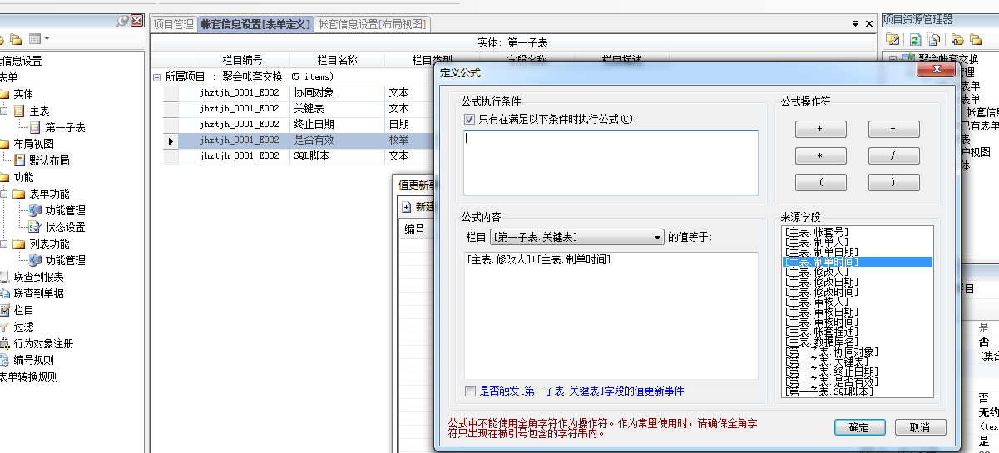 项目管理
帐套信息设置[表单定义]
帐套信息设置[布局视图]
项目资源管理器
信息设置
表单
实体
主表
第一子表
布局视图
默认布局
功能
表单功能
功能管理
状态设置
列表功能
功能管理
联查到报表
联查到单据
栏目
过滤
行为对象注册
编号规则
表单转换规则
实体: 第一子表
栏目编号 栏目名称 栏目类型 字段名称 栏目描述
所属项目 : 聚会帐套交换 (5 items)
jhztjh_0001_E002 协同对象 文本
jhztjh_0001_E002 关键表 文本
jhztjh_0001_E002 终止日期 日期
jhztjh_0001_E002 是否有效 枚举
jhztjh_0001_E002 SQL脚本 文本
值更新事
新建
编号
定义公式
公式执行条件
只有在满足以下条件时执行公式(C):
公式内容
栏目 [第一子表.关键表] 的值等于:
[主表.修改人]+[主表.制单时间]
是否触发[第一子表.关键表]字段的值更新事件
公式中不能使用全角字符作为操作符。作为常量使用时，请确保全角字
符只出现在被引号包含的字符串内。
公式操作符
+ -
* /
( )
来源字段
[主表.帐套号]
[主表.制单人]
[主表.制单日期]
[主表.制单时间]
[主表.修改人]
[主表.修改日期]
[主表.修改时间]
[主表.审核人]
[主表.审核日期]
[主表.审核时间]
[主表.帐套描述]
[主表.数据库名]
[第一子表.协同对象]
[第一子表.关键表]
[第一子表.终止日期]
[第一子表.是否有效]
[第一子表.SQL脚本]
确定 取消
聚会帐套交换
管理
表单
表单
帐套信
已有表单
表
户视图
体
栏目
是
否
(集合
否
无约
<tex
是